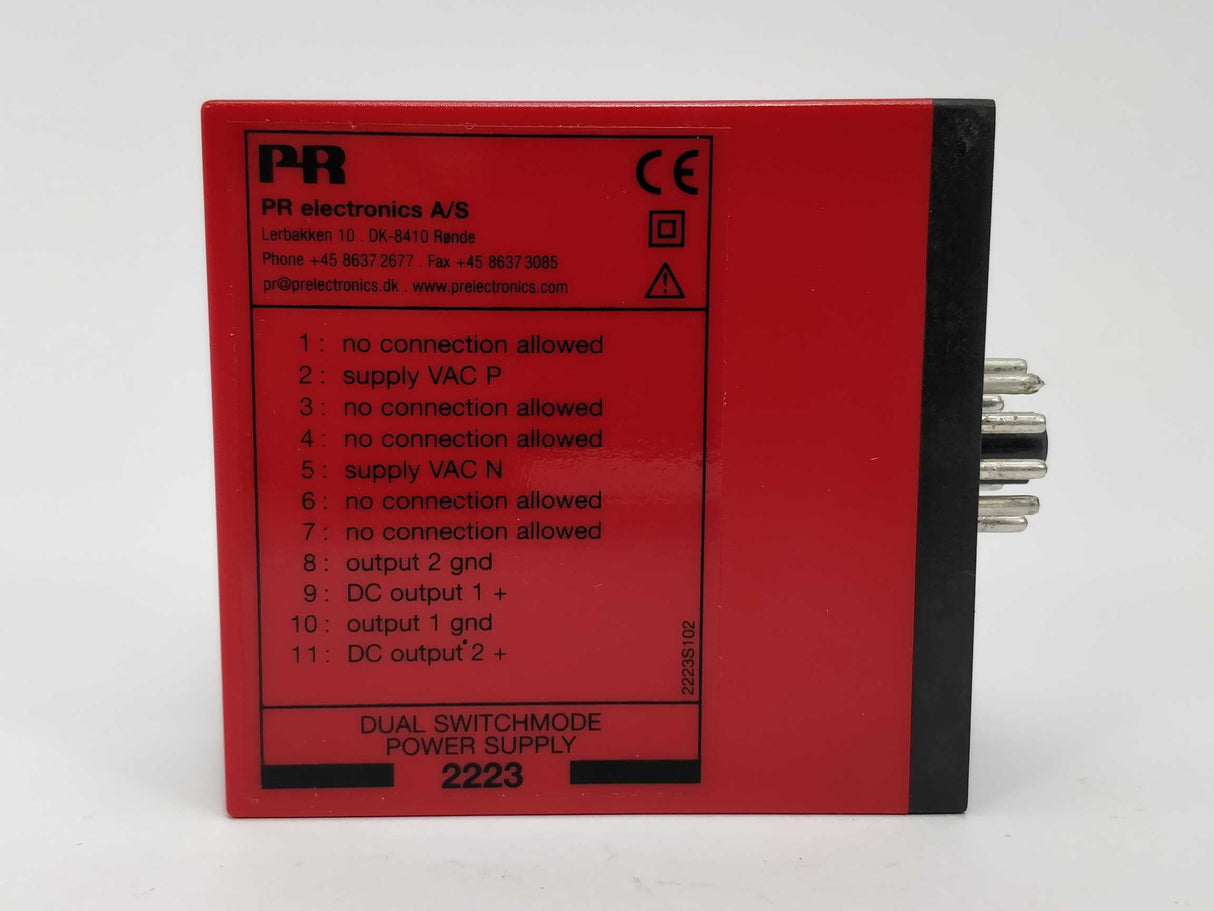 PR
CE
PR electronics A/S
Lerbakken 10 . DK-8410 Rønde
Phone +45 8637 2677 . Fax +45 8637 3085
pr@prelectronics.dk . www.prelectronics.com
1 : no connection allowed
2 : supply VAC P
3 : no connection allowed
4 : no connection allowed
5 : supply VAC N
6 : no connection allowed
7 : no connection allowed
8 : output 2 gnd
9 : DC output 1 +
10 : output 1 gnd
11 : DC output 2 +
2223S102
DUAL SWITCHMODE
POWER SUPPLY
2223